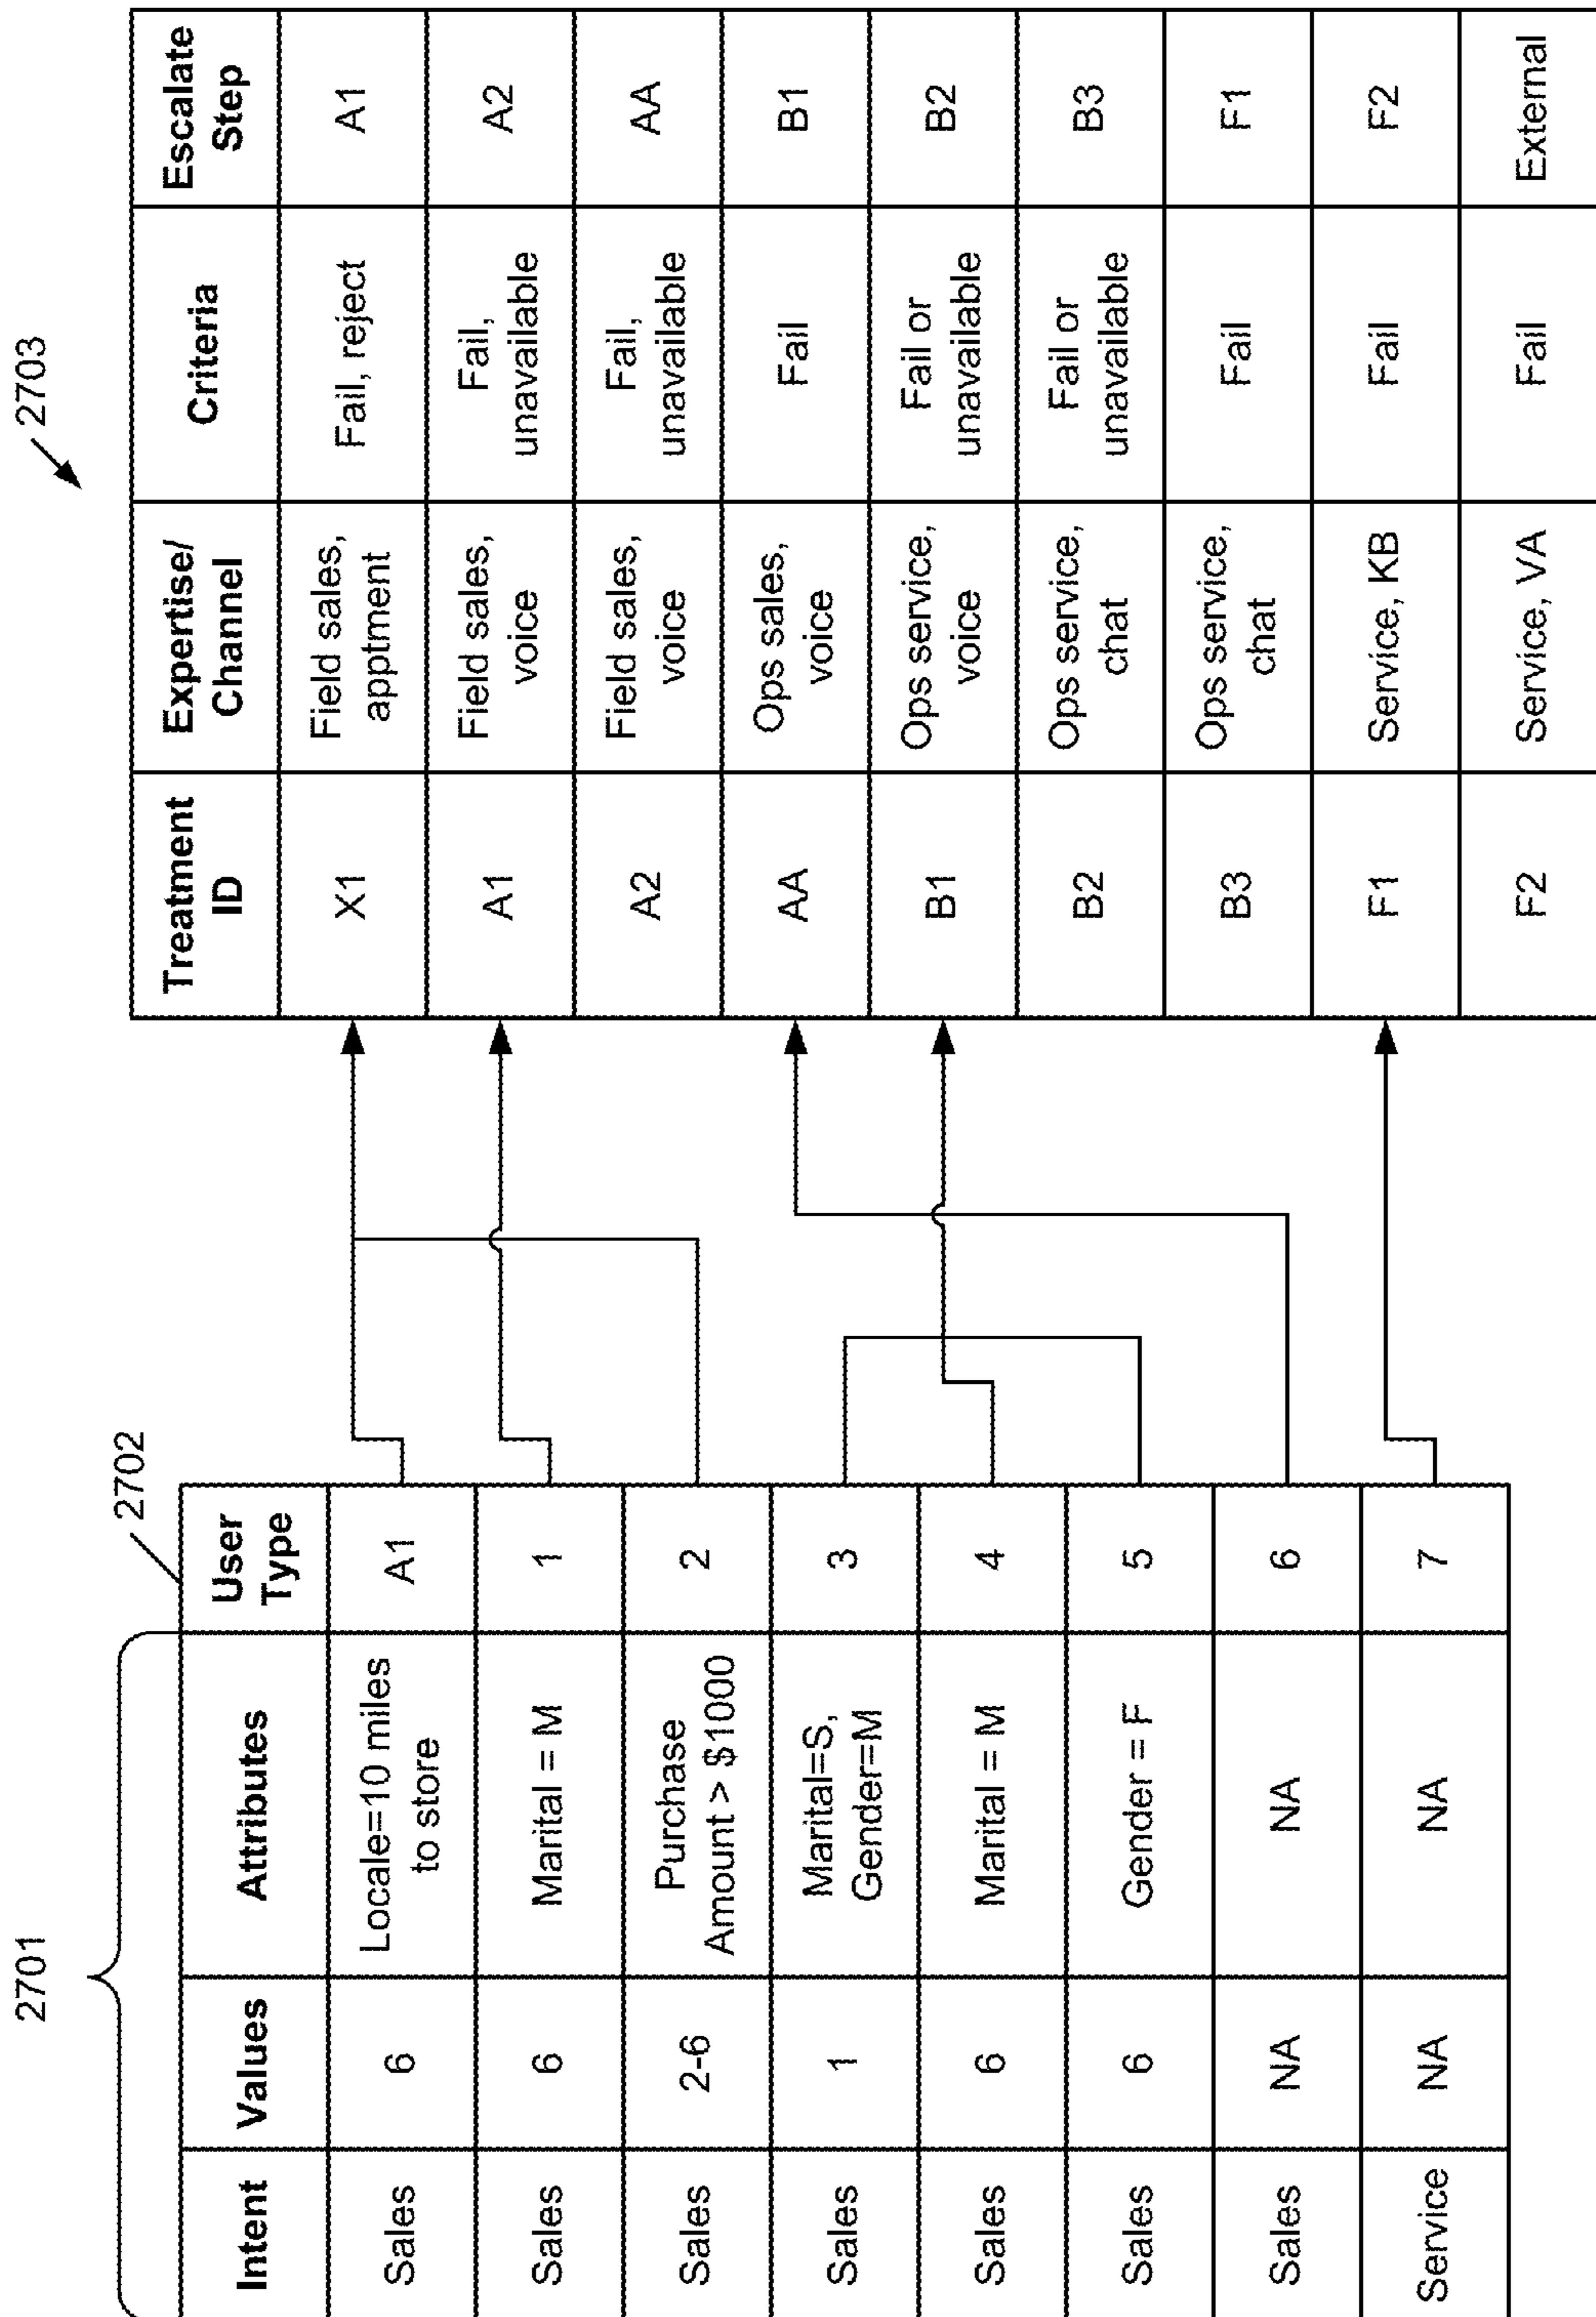 2701
2702
Intent Values Attributes User
Type
Sales 6 Locale=10 miles
to store A1
Sales 6 Marital = M 1
Sales 2-6 Purchase
Amount > $1000 2
Sales 1 Marital=S,
Gender=M 3
Sales 6 Marital = M 4
Sales 6 Gender = F 5
Sales NA NA 6
Service NA NA 7
2703
Treatment
ID Expertise/
Channel Criteria Escalate
Step
X1 Field sales,
apptment Fail, reject A1
A1 Field sales,
voice Fail,
unavailable A2
A2 Field sales,
voice Fail,
unavailable AA
AA Ops sales,
voice Fail B1
B1 Ops service,
voice Fail or
unavailable B2
B2 Ops service,
chat Fail or
unavailable B3
B3 Ops service,
chat Fail F1
F1 Service, KB Fail F2
F2 Service, VA Fail External